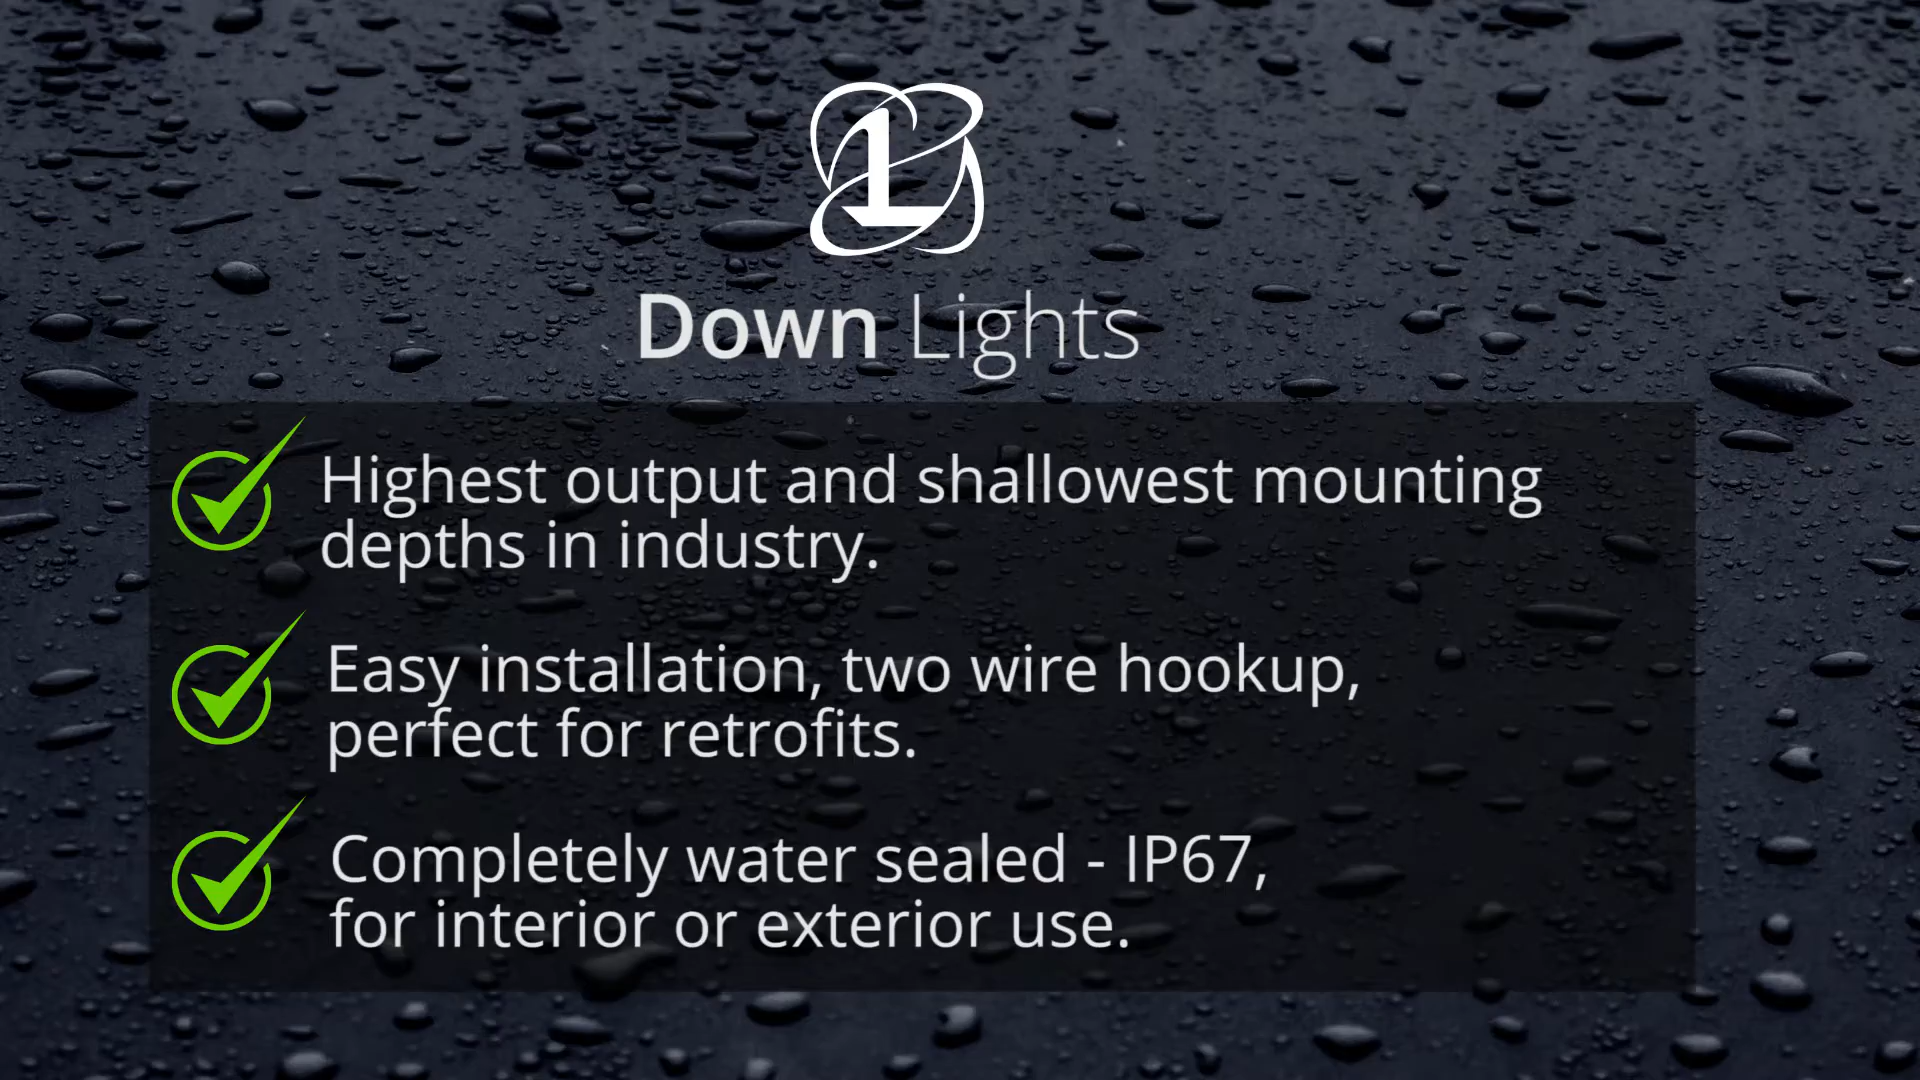 L
Down Lights
Highest output and shallowest mounting
depths in industry.
Easy installation, two wire hookup,
perfect for retrofits.
Completely water sealed - IP67,
for interior or exterior use.